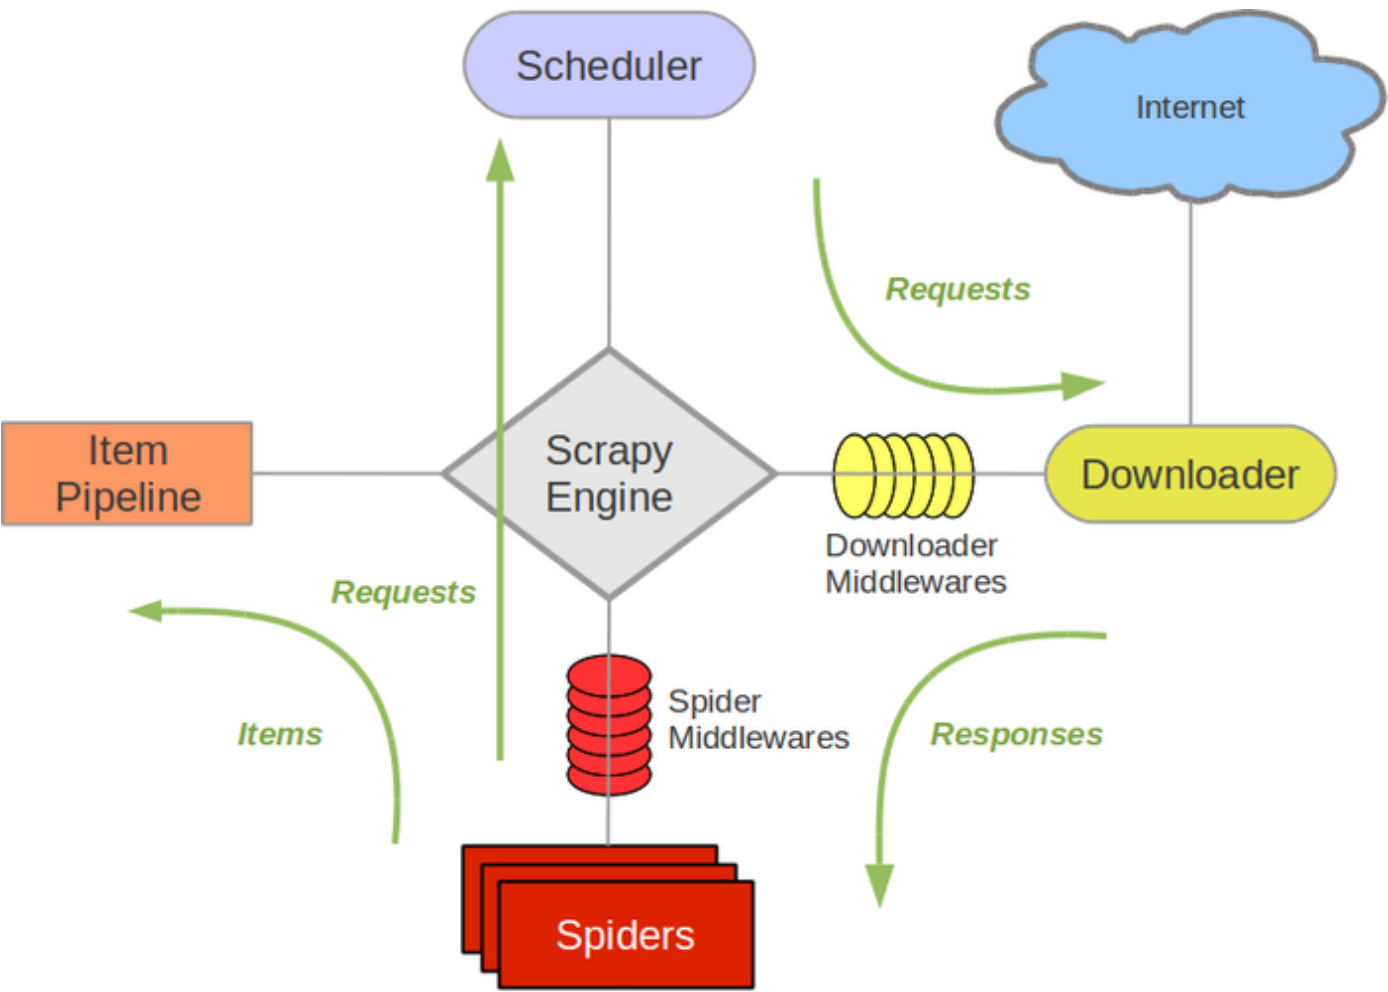 Scheduler
Internet
Requests
Item
Pipeline
Scrapy
Engine
Downloader
Downloader
Middlewares
Requests
Spider
Middlewares
Items
Responses
Spiders